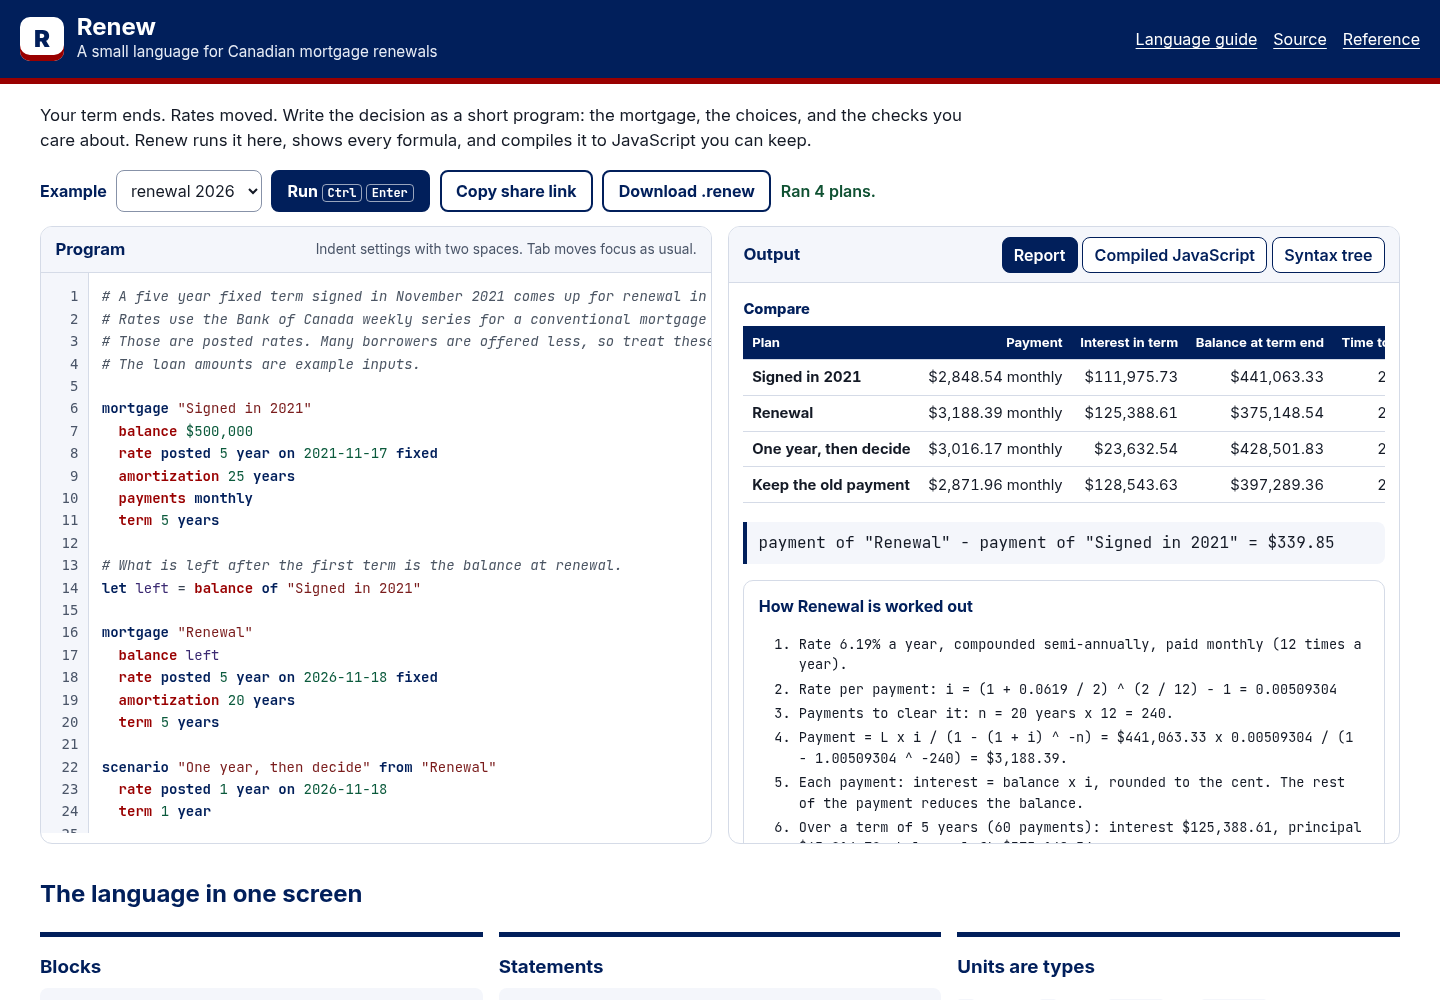 R
Renew
A small language for Canadian mortgage renewals
Language guide Source Reference
Your term ends. Rates moved. Write the decision as a short program: the mortgage, the choices, and the checks you
care about. Renew runs it here, shows every formula, and compiles it to JavaScript you can keep.
Example renewal 2026 Run Ctrl Enter Copy share link Download .renew Ran 4 plans.
Program Indent settings with two spaces. Tab moves focus as usual.
1 # A five year fixed term signed in November 2021 comes up for renewal in
2 # Rates use the Bank of Canada weekly series for a conventional mortgage
3 # Those are posted rates. Many borrowers are offered less, so treat these
4 # The loan amounts are example inputs.
5
6 mortgage "Signed in 2021"
7 balance $500,000
8 rate posted 5 year on 2021-11-17 fixed
9 amortization 25 years
10 payments monthly
11 term 5 years
12
13 # What is left after the first term is the balance at renewal.
14 let left = balance of "Signed in 2021"
15
16 mortgage "Renewal"
17 balance left
18 rate posted 5 year on 2026-11-18 fixed
19 amortization 20 years
20 term 5 years
21
22 scenario "One year, then decide" from "Renewal"
23 rate posted 1 year on 2026-11-18
24 term 1 year
Output Report Compiled JavaScript Syntax tree
Compare
Plan Payment Interest in term Balance at term end Time to
Signed in 2021 $2,848.54 monthly $111,975.73 $441,063.33 2
Renewal $3,188.39 monthly $125,388.61 $375,148.54 2
One year, then decide $3,016.17 monthly $23,632.54 $428,501.83 2
Keep the old payment $2,871.96 monthly $128,543.63 $397,289.36 2
payment of "Renewal" - payment of "Signed in 2021" = $339.85
How Renewal is worked out
1. Rate 6.19% a year, compounded semi-annually, paid monthly (12 times a
year).
2. Rate per payment: i = (1 + 0.0619 / 2) ^ (2 / 12) - 1 = 0.00509304
3. Payments to clear it: n = 20 years x 12 = 240.
4. Payment = L x i / (1 - (1 + i) ^ -n) = $441,063.33 x 0.00509304 / (1
- 1.00509304 ^ -240) = $3,188.39.
5. Each payment: interest = balance x i, rounded to the cent. The rest
of the payment reduces the balance.
6. Over a term of 5 years (60 payments): interest $125,388.61, principal
The language in one screen
Blocks
Statements
Units are types